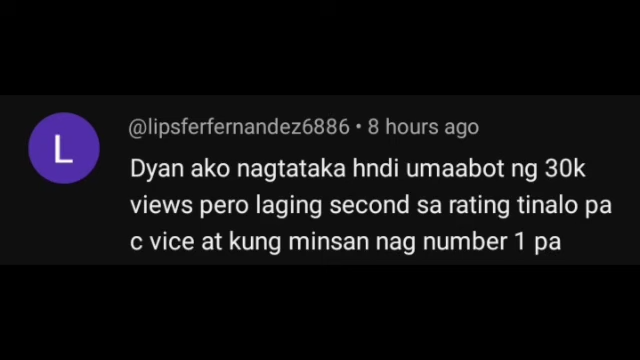 L
@lipsferfernandez6886 • 8 hours ago
Dyan ako nagtataka hndi umaabot ng 30k
views pero laging second sa rating tinalo pa
c vice at kung minsan nag number 1 pa